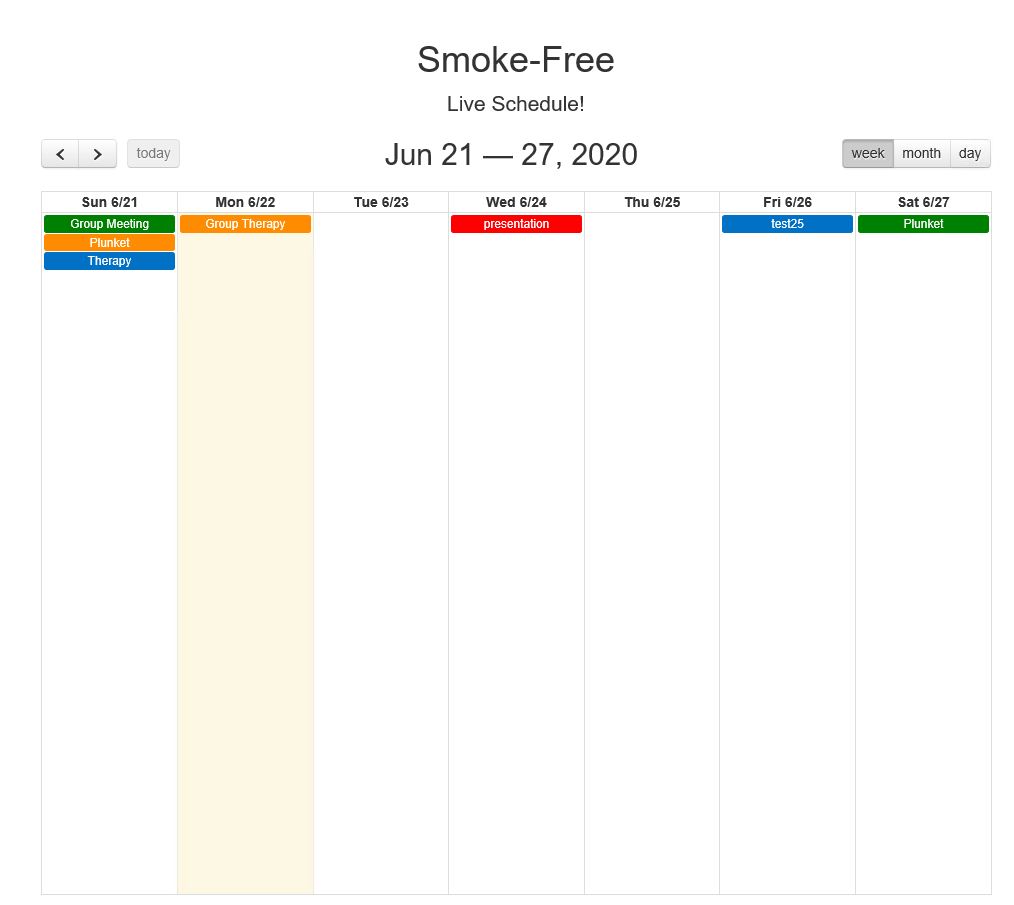 Smoke-Free
Live Schedule!
today
Jun 21 — 27, 2020
week month day
Sun 6/21 Mon 6/22 Tue 6/23 Wed 6/24 Thu 6/25 Fri 6/26 Sat 6/27
Group Meeting Group Therapy presentation test25 Plunket
Plunket
Therapy